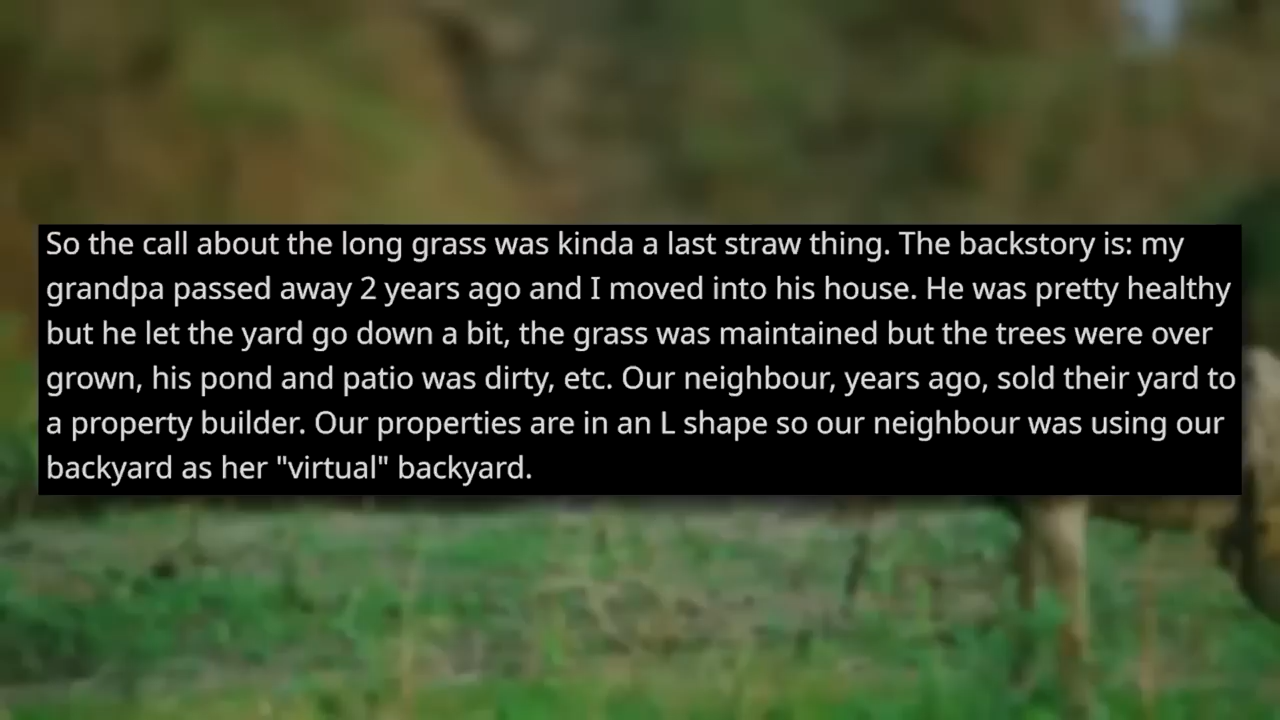 So the call about the long grass was kinda a last straw thing. The backstory is: my
grandpa passed away 2 years ago and I moved into his house. He was pretty healthy
but he let the yard go down a bit, the grass was maintained but the trees were over
grown, his pond and patio was dirty, etc. Our neighbour, years ago, sold their yard to
a property builder. Our properties are in an L shape so our neighbour was using our
backyard as her "virtual" backyard.